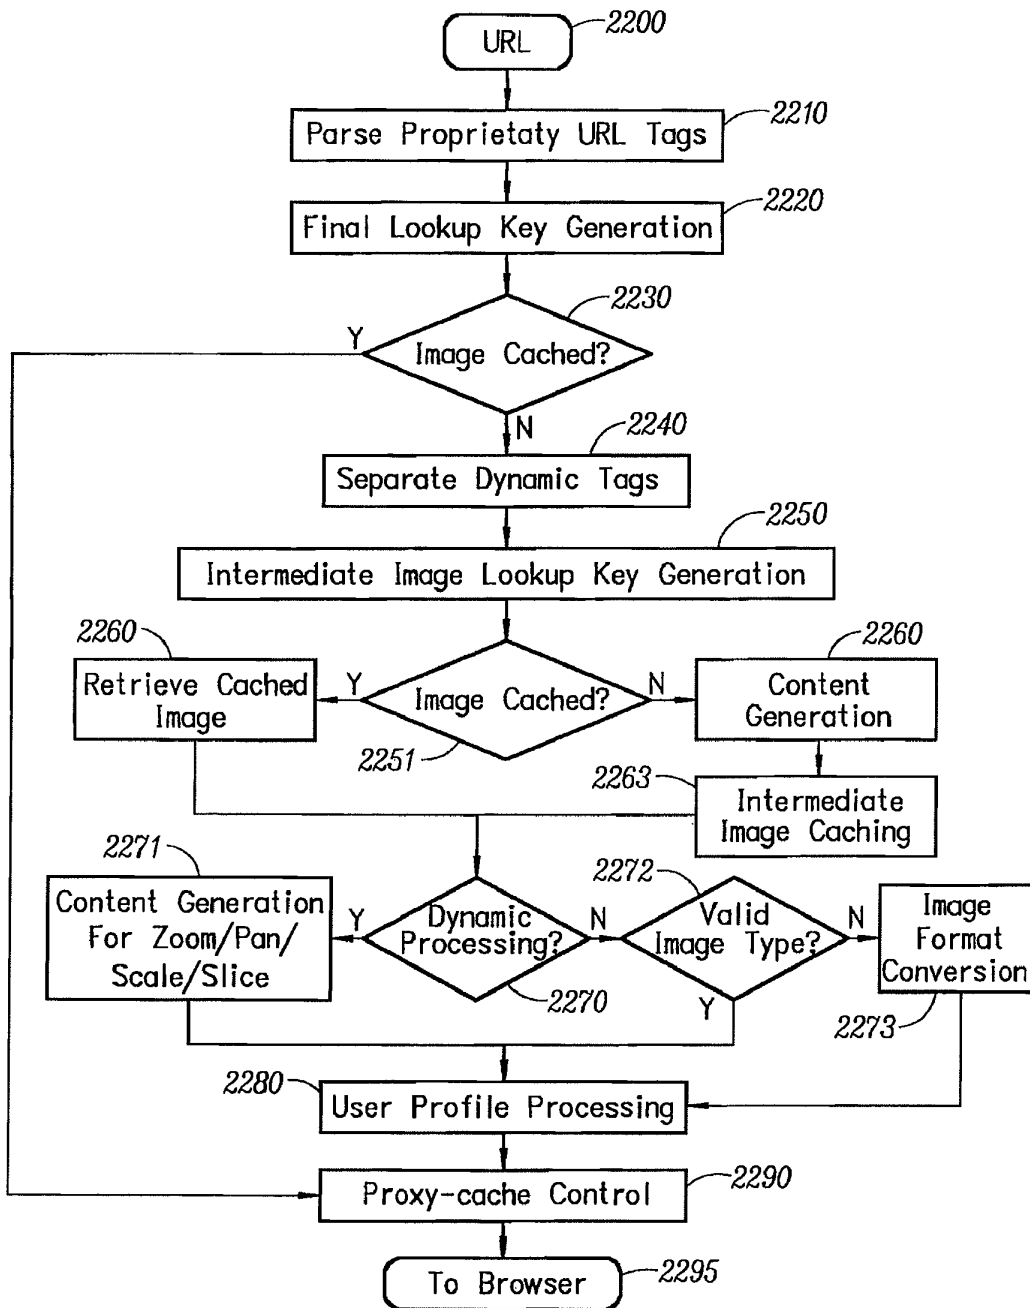 2200
URL
2210
Parse Proprietaty URL Tags
2220
Final Lookup Key Generation
2230
Y
Image Cached?
N
2240
Separate Dynamic Tags
2250
Intermediate Image Lookup Key Generation
2260
Retrieve Cached
Image
Y
Image Cached?
N
2251
2260
Content
Generation
2263
Intermediate
Image Caching
2271
Content Generation
For Zoom/Pan/
Scale/Slice
Y
Dynamic
Processing?
N
2270
2272
Valid
Image Type?
N
Y
Image
Format
Conversion
2273
2280
User Profile Processing
Proxy-cache Control
2290
To Browser
2295